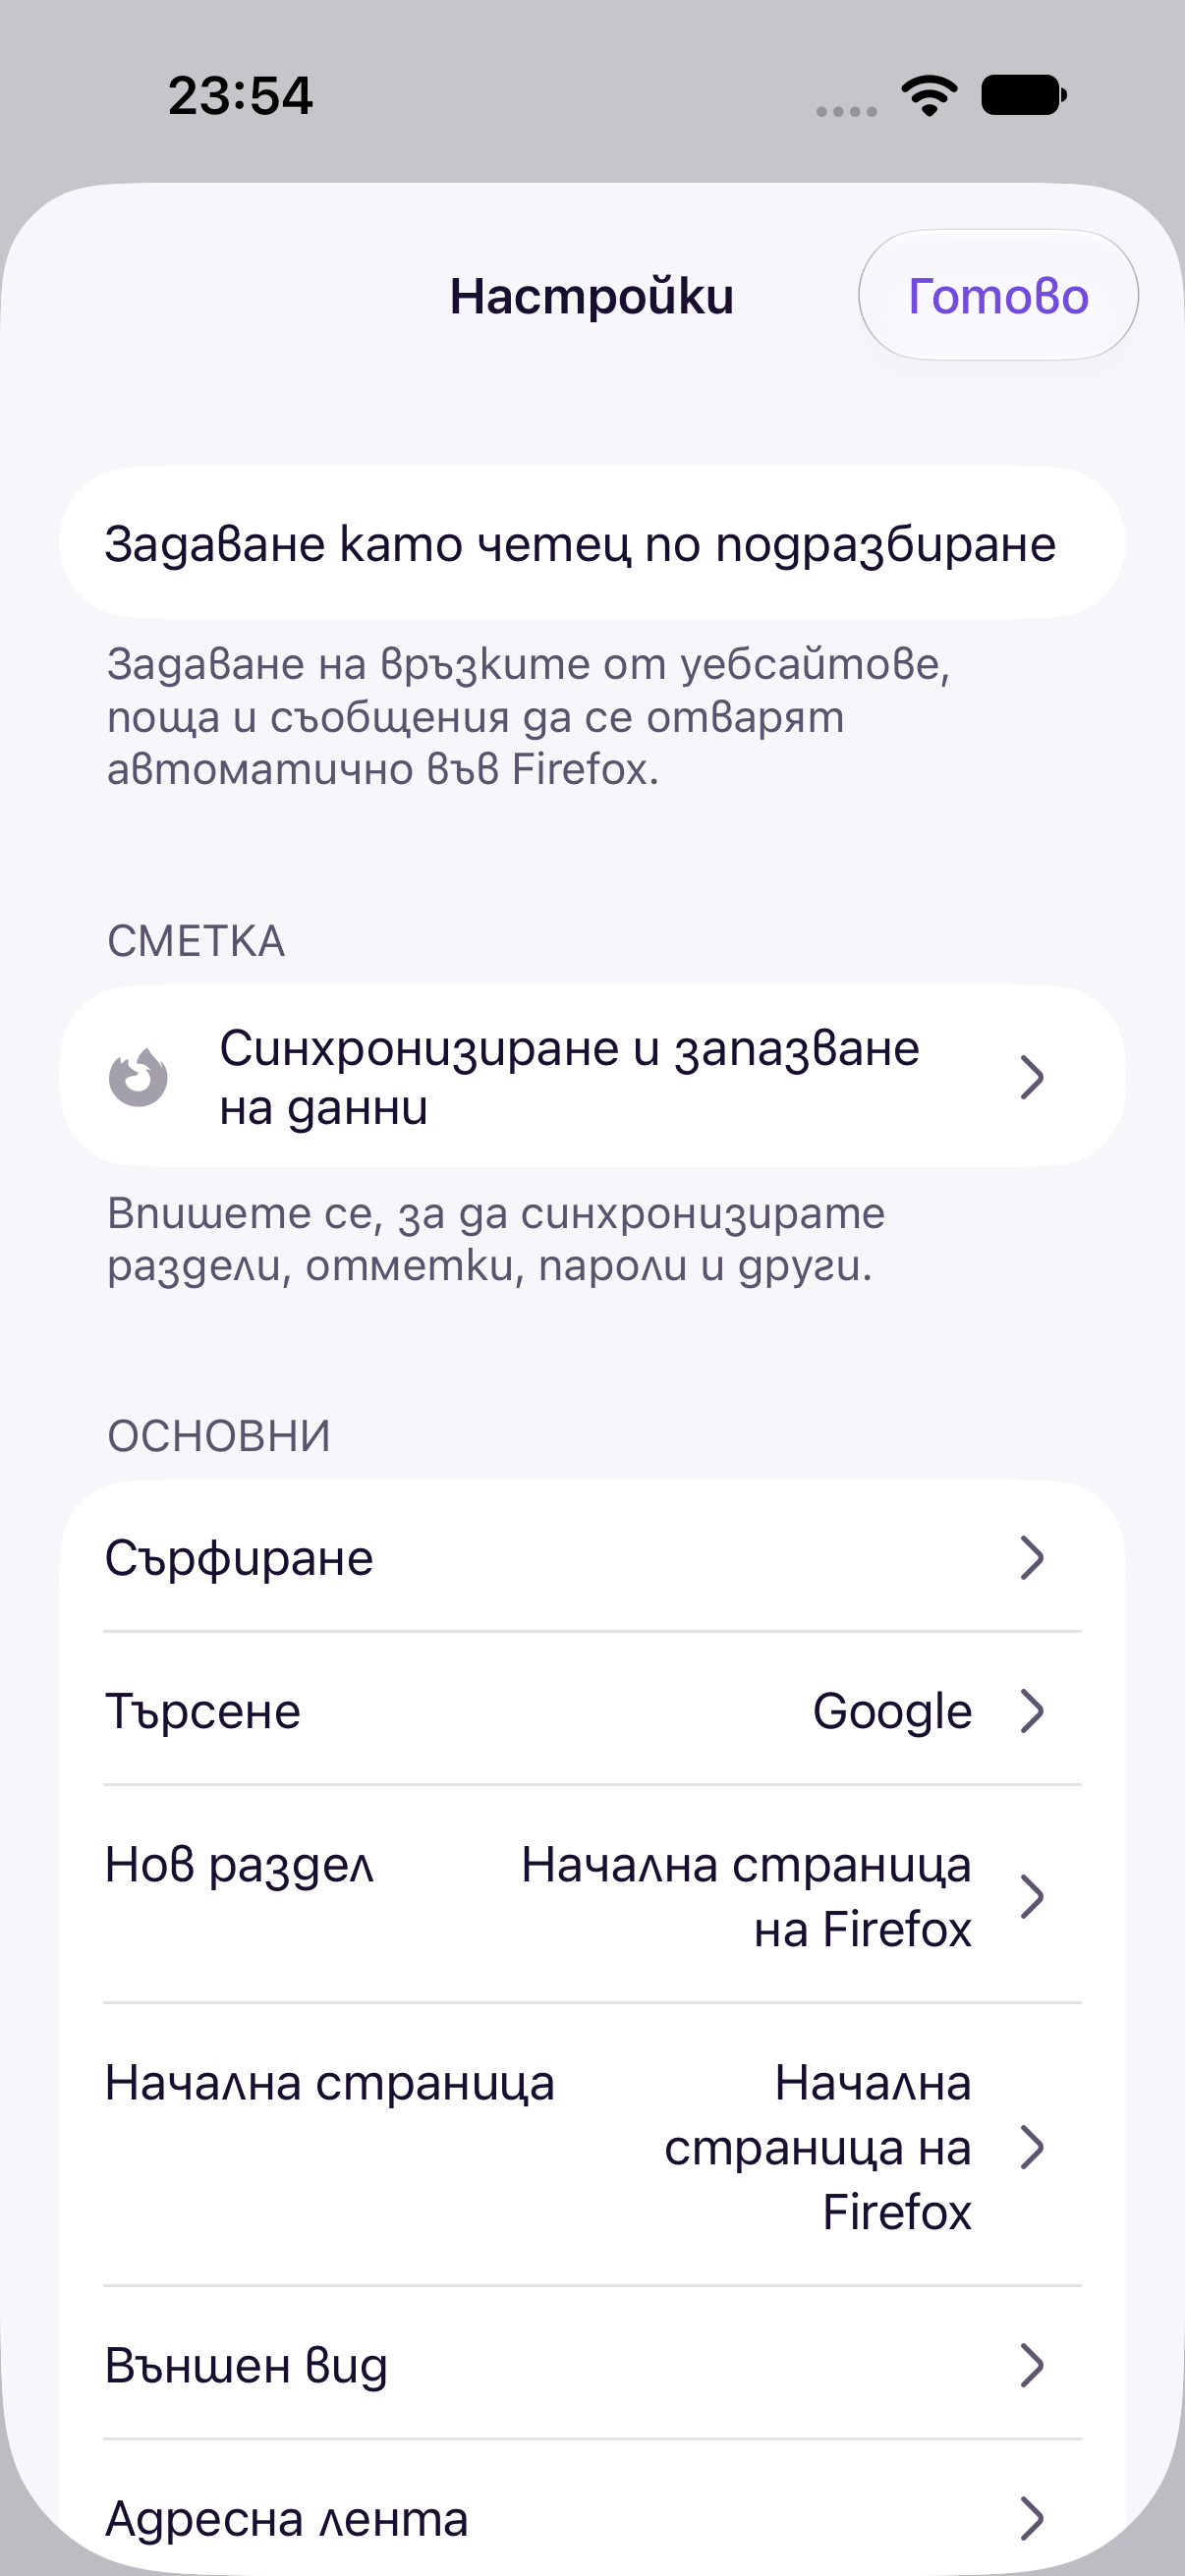 23:54
Настройки
Готово
Задаване като четец по подразбиране
Задаване на връзките от уебсайтове,
поща и съобщения да се отварят
автоматично във Firefox.
СМЕТКА
Синхронизиране и запазване
на данни
Впишете се, за да синхронизирате
раздели, отметки, пароли и други.
ОСНОВНИ
Сърфиране
Търсене
Google
Нов раздел
Начална страница
на Firefox
Начална страница
Начална
страница на
Firefox
Външен вид
Адресна лента